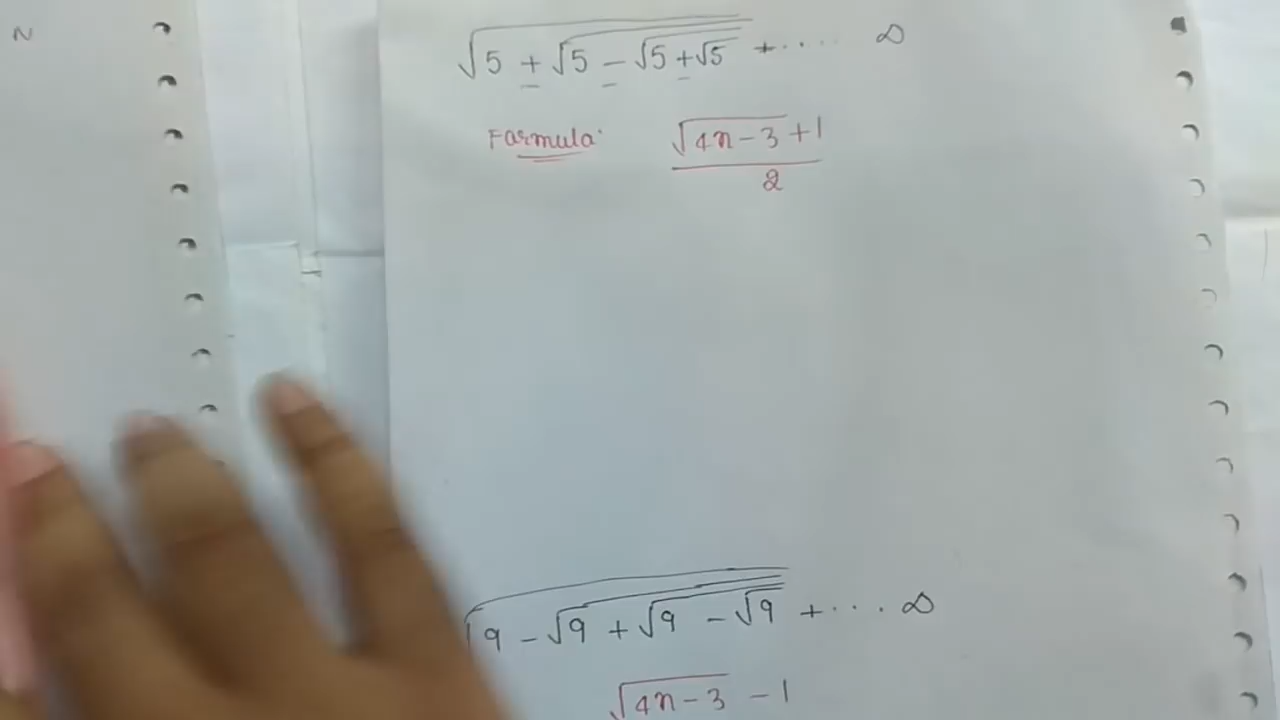 N
√5 + √5 - √5 + √5 + .... ∞
Formula: √4n-3 + 1
2
√9 - √9 + √9 - √9 + ... ∞
√4n-3 - 1